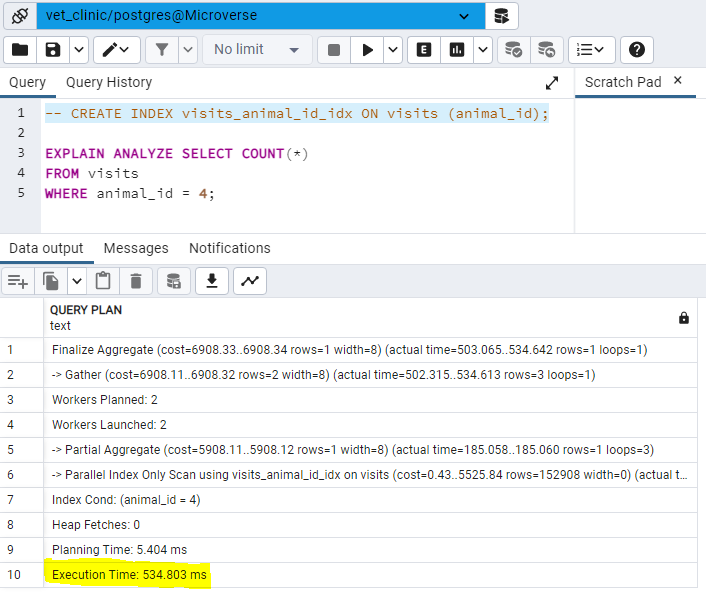 vet_clinic/postgres@Microverse
No limit
Query
Query History
Scratch Pad
1 -- CREATE INDEX visits_animal_id_idx ON visits (animal_id);
2
3 EXPLAIN ANALYZE SELECT COUNT(*)
4 FROM visits
5 WHERE animal_id = 4;
Data output
Messages
Notifications
QUERY PLAN
text
1 Finalize Aggregate (cost=6908.33..6908.34 rows=1 width=8) (actual time=503.065..534.642 rows=1 loops=1)
2 -> Gather (cost=6908.11..6908.32 rows=2 width=8) (actual time=502.315..534.613 rows=3 loops=1)
3 Workers Planned: 2
4 Workers Launched: 2
5 -> Partial Aggregate (cost=5908.11..5908.12 rows=1 width=8) (actual time=185.058..185.060 rows=1 loops=3)
6 -> Parallel Index Only Scan using visits_animal_id_idx on visits (cost=0.43..5525.84 rows=152908 width=0) (actual t...
7 Index Cond: (animal_id = 4)
8 Heap Fetches: 0
9 Planning Time: 5.404 ms
10 Execution Time: 534.803 ms